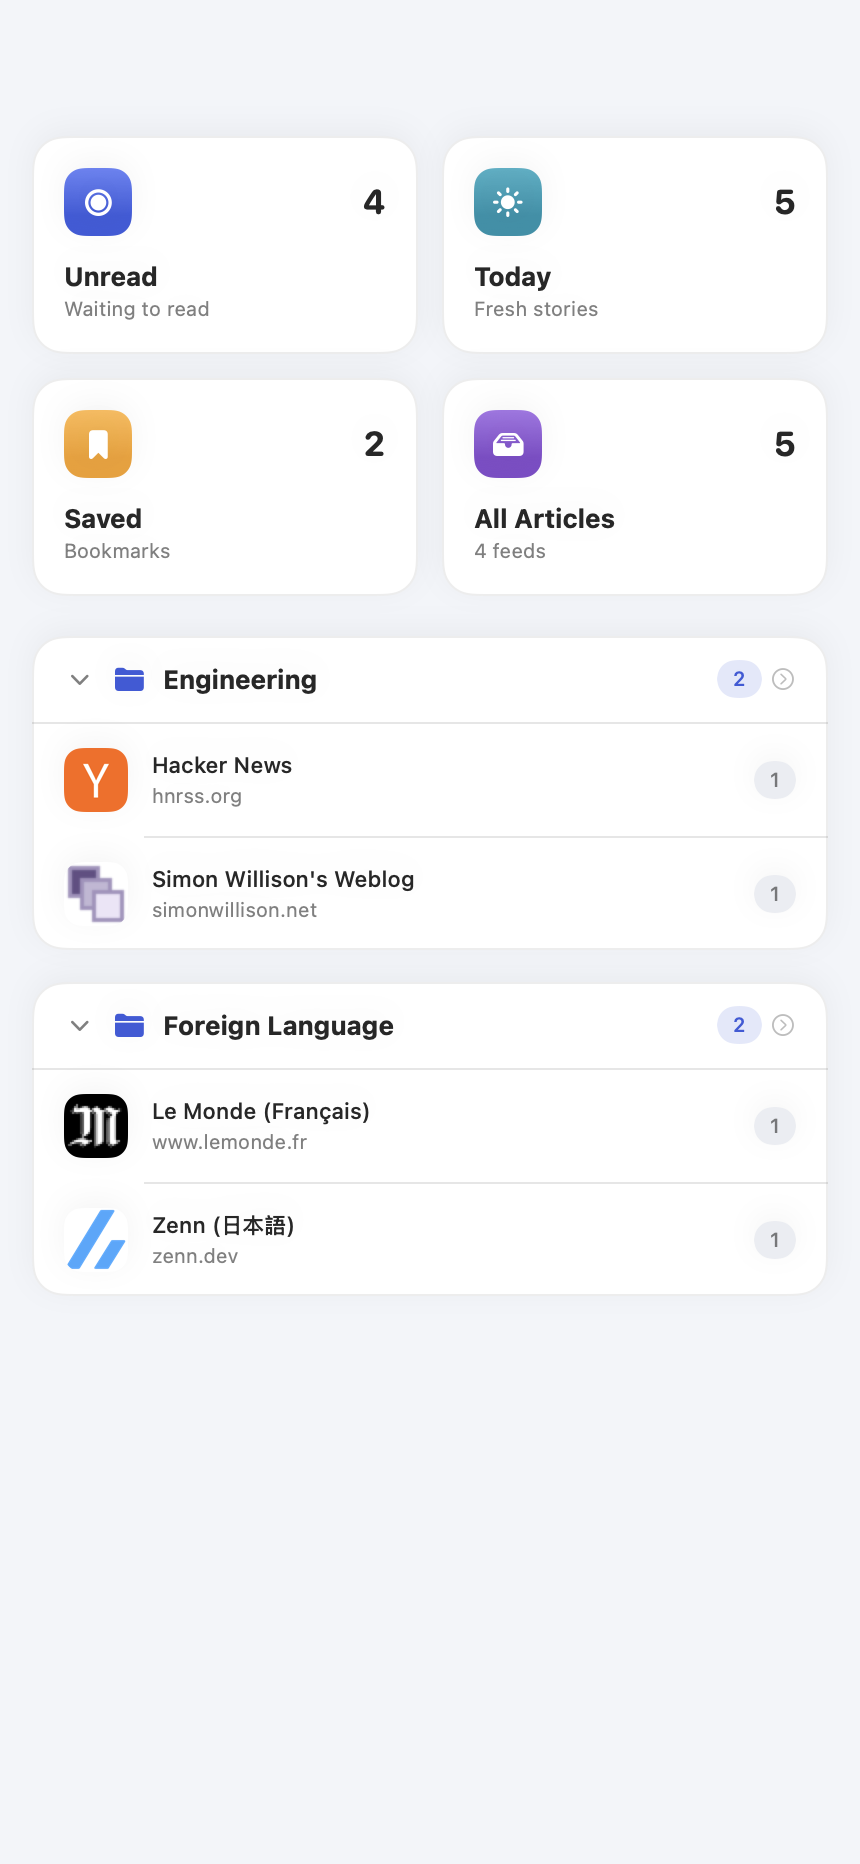 4
Unread
Waiting to read
5
Today
Fresh stories
2
Saved
Bookmarks
5
All Articles
4 feeds
Engineering 2
Y
Hacker News
hnrss.org
1
Simon Willison's Weblog
simonwillison.net
1
Foreign Language 2
M
Le Monde (Français)
www.lemonde.fr
1
Zenn (日本語)
zenn.dev
1